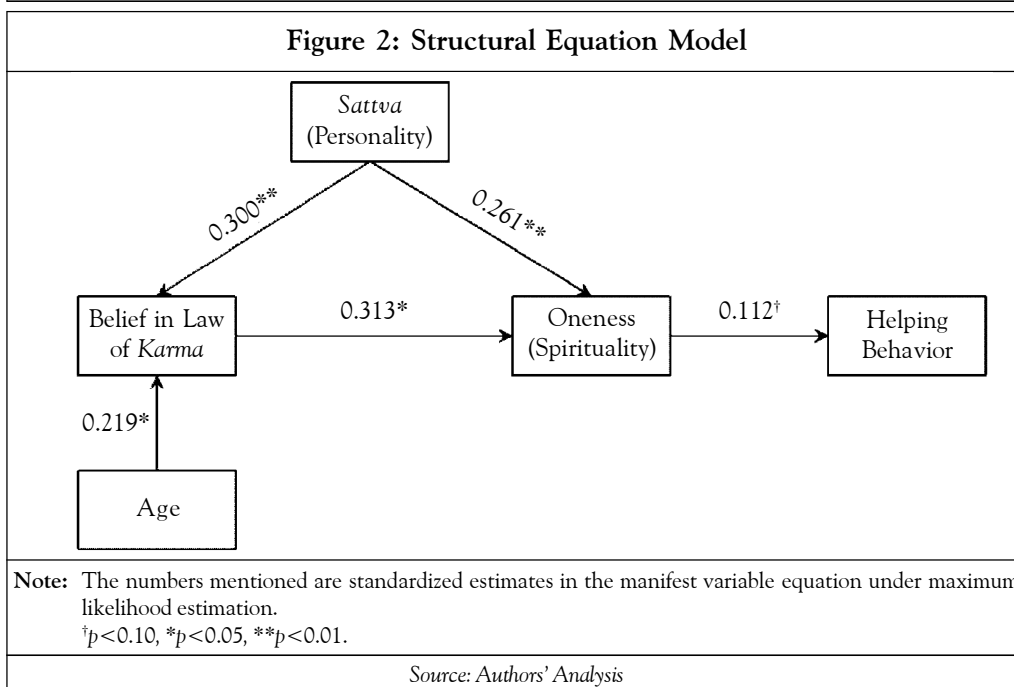 Figure 2: Structural Equation Model
Sattva
(Personality)
0.300**
0.261**
Belief in Law
of Karma
0.313*
Oneness
(Spirituality)
0.112†
Helping
Behavior
0.219*
Age
Note: The numbers mentioned are standardized estimates in the manifest variable equation under maximum
likelihood estimation.
†p<0.10, *p<0.05, **p<0.01.
Source: Authors' Analysis